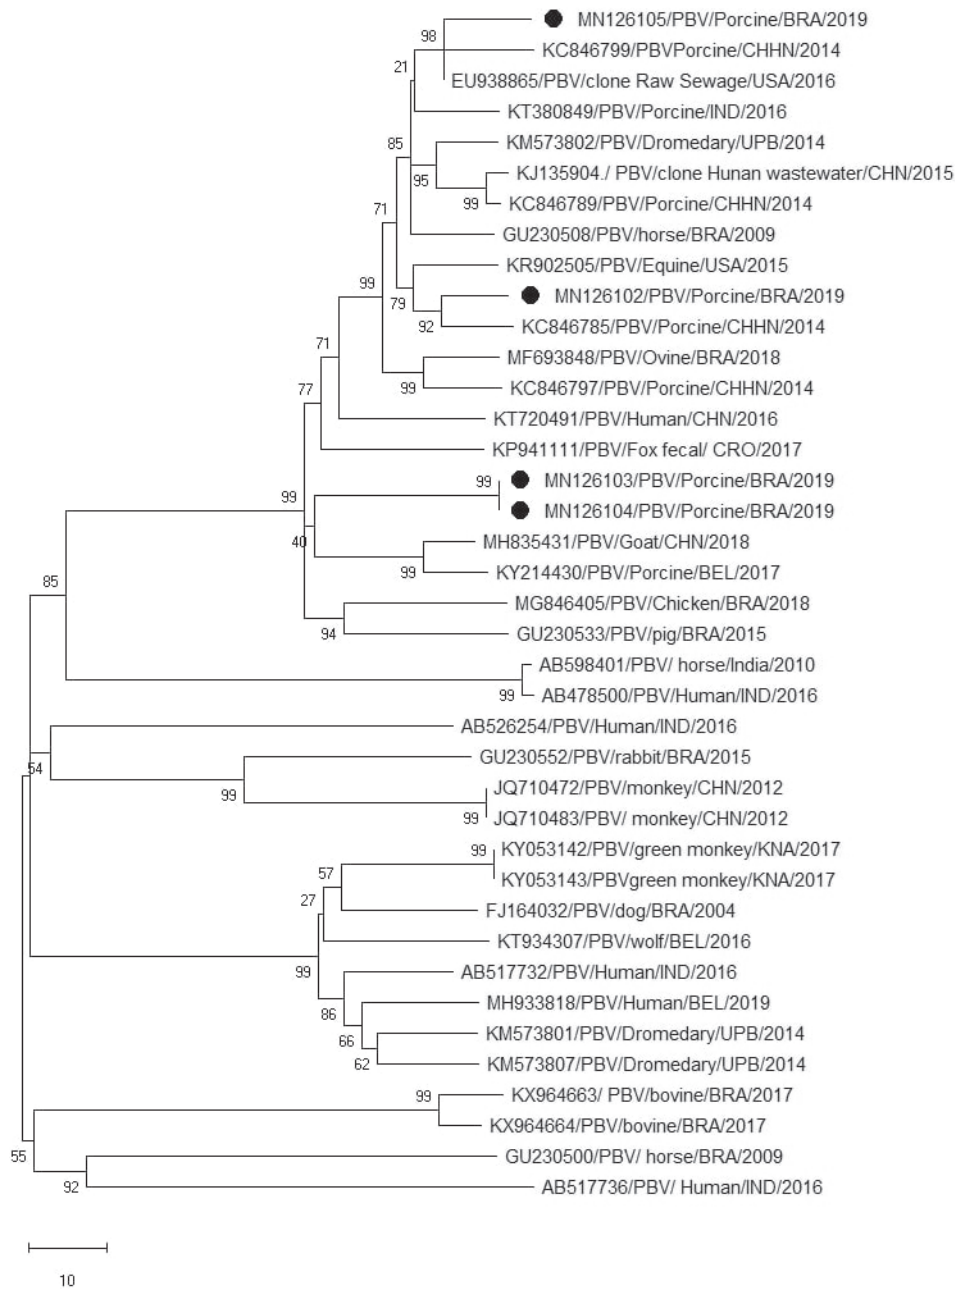 MN126105/PBV/Porcine/BRA/2019
98
KC846799/PBVPorcine/CHHN/2014
21
EU938865/PBV/clone Raw Sewage/USA/2016
KT380849/PBV/Porcine/IND/2016
85
KM573802/PBV/Dromedary/UPB/2014
95
KJ135904./ PBV/clone Hunan wastewater/CHN/2015
99
KC846789/PBV/Porcine/CHHN/2014
71
GU230508/PBV/horse/BRA/2009
KR902505/PBV/Equine/USA/2015
99
79
MN126102/PBV/Porcine/BRA/2019
92
KC846785/PBV/Porcine/CHHN/2014
71
MF693848/PBV/Ovine/BRA/2018
99
KC846797/PBV/Porcine/CHHN/2014
77
KT720491/PBV/Human/CHN/2016
KP941111/PBV/Fox fecal/ CRO/2017
99
MN126103/PBV/Porcine/BRA/2019
99
MN126104/PBV/Porcine/BRA/2019
40
MH835431/PBV/Goat/CHN/2018
99
KY214430/PBV/Porcine/BEL/2017
85
MG846405/PBV/Chicken/BRA/2018
94
GU230533/PBV/pig/BRA/2015
AB598401/PBV/ horse/India/2010
99
AB478500/PBV/Human/IND/2016
AB526254/PBV/Human/IND/2016
54
GU230552/PBV/rabbit/BRA/2015
99
JQ710472/PBV/monkey/CHN/2012
99
JQ710483/PBV/ monkey/CHN/2012
99
KY053142/PBV/green monkey/KNA/2017
57
KY053143/PBVgreen monkey/KNA/2017
27
FJ164032/PBV/dog/BRA/2004
KT934307/PBV/wolf/BEL/2016
99
AB517732/PBV/Human/IND/2016
86
MH933818/PBV/Human/BEL/2019
66
KM573801/PBV/Dromedary/UPB/2014
62
KM573807/PBV/Dromedary/UPB/2014
99
KX964663/ PBV/bovine/BRA/2017
KX964664/PBV/bovine/BRA/2017
55
GU230500/PBV/ horse/BRA/2009
92
AB517736/PBV/ Human/IND/2016
10